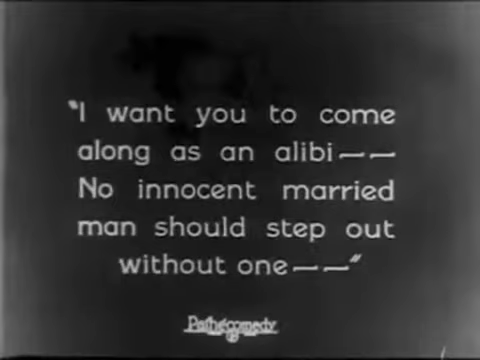 "I want you to come
along as an alibi——
No innocent married
man should step out
without one——"
Pathécomedy